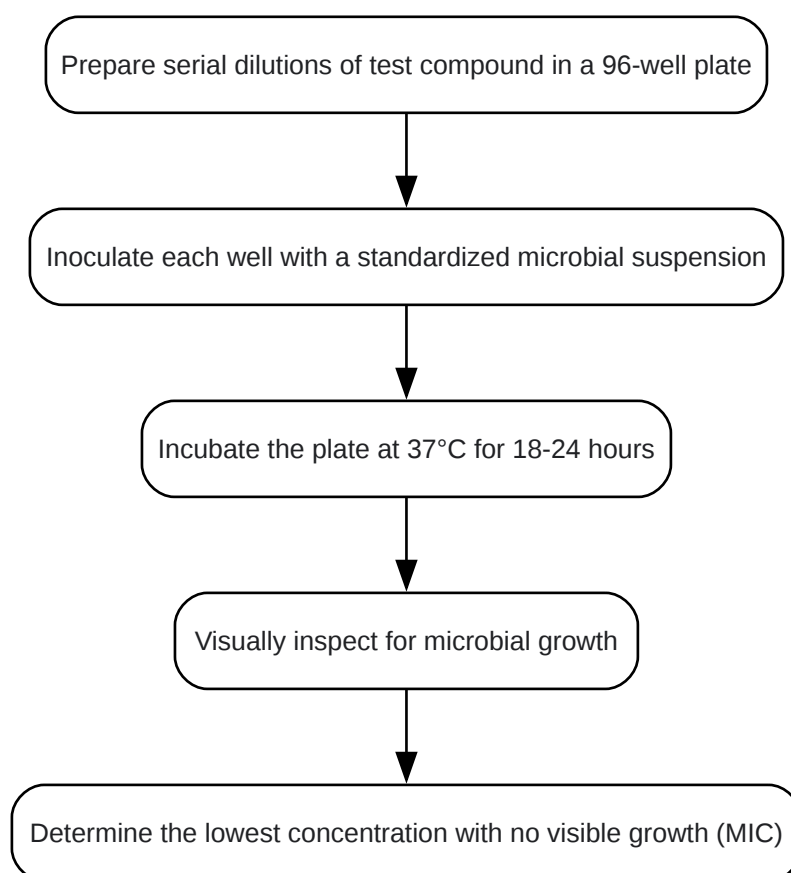 Prepare serial dilutions of test compound in a 96-well plate
Inoculate each well with a standardized microbial suspension
Incubate the plate at 37°C for 18-24 hours
Visually inspect for microbial growth
Determine the lowest concentration with no visible growth (MIC)